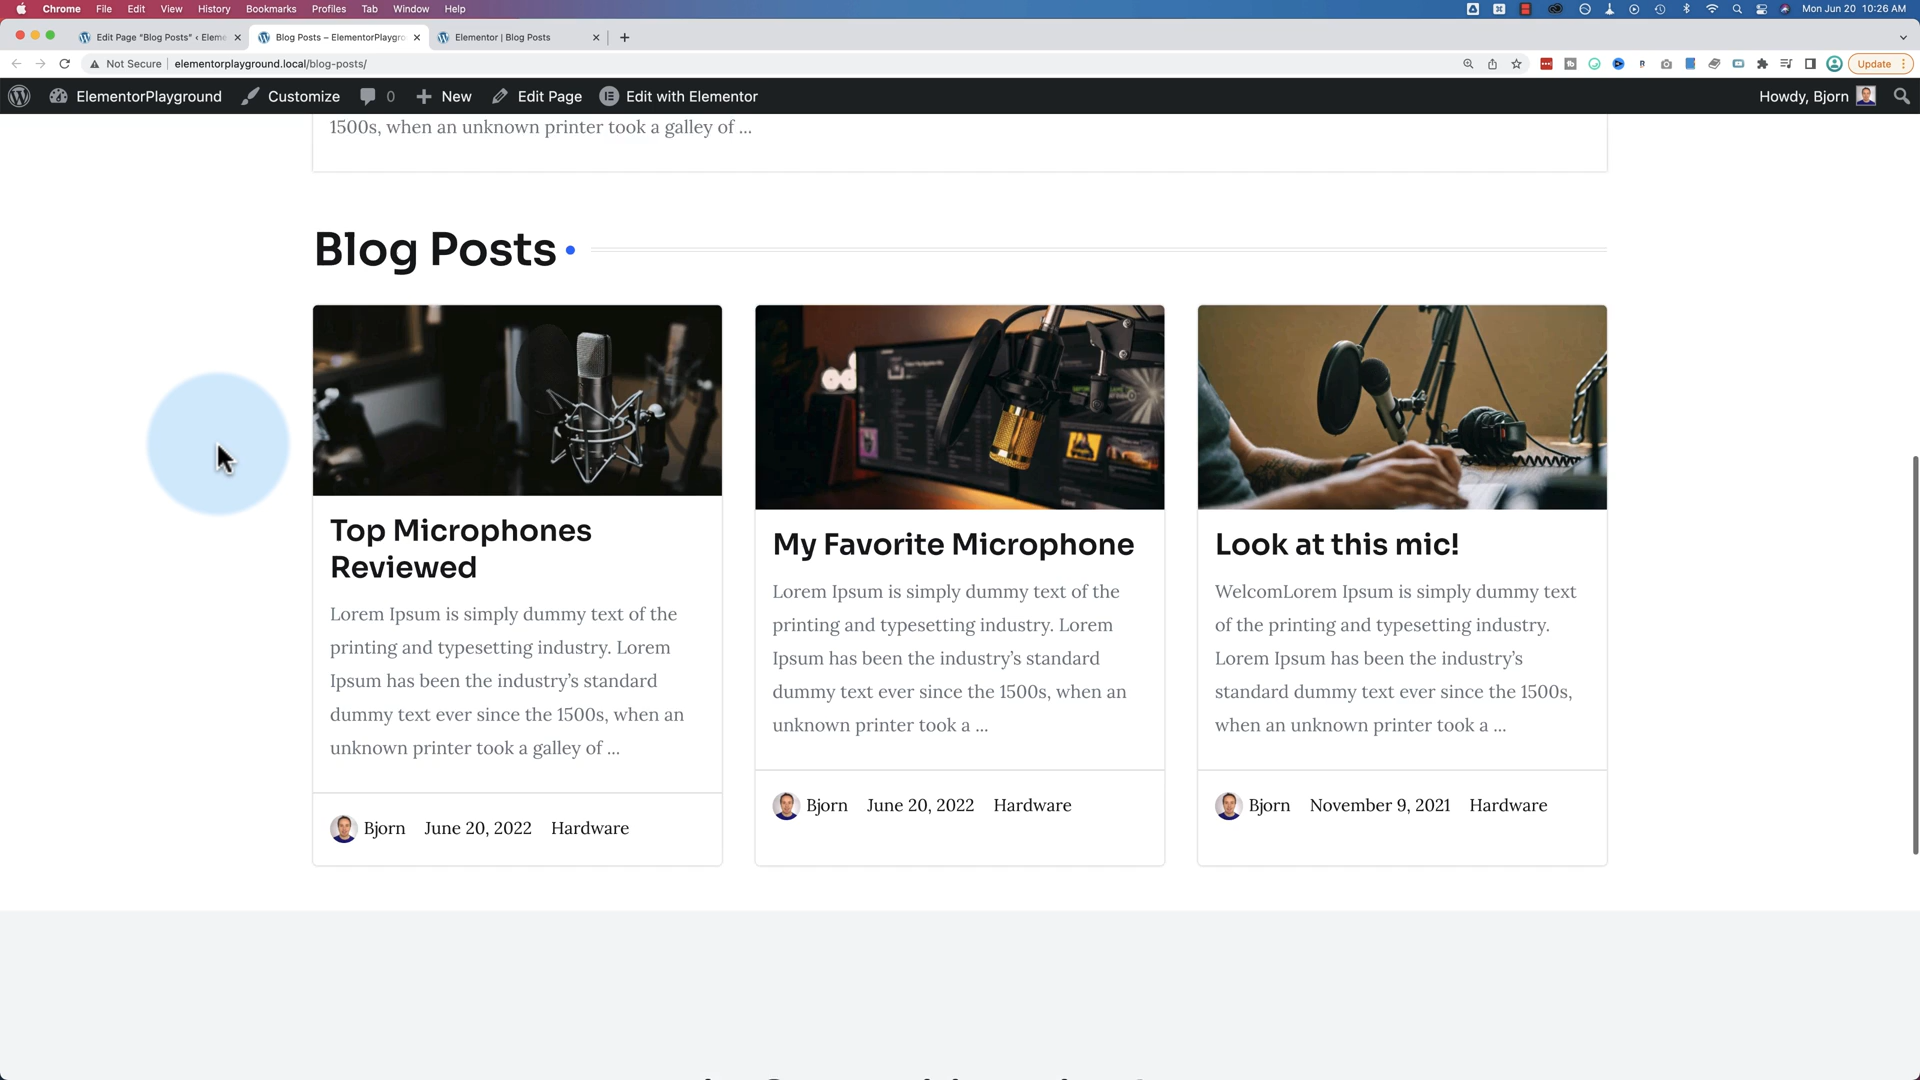 Chrome File Edit View History Bookmarks Profiles Tab Window Help Mon Jun 20 10:26 AM
Edit Page "Blog Posts" ‹ Eleme Blog Posts – ElementorPlaygro Elementor | Blog Posts
Not Secure elementorplayground.local/blog-posts/ Update
ElementorPlayground Customize 0 New Edit Page Edit with Elementor Howdy, Bjorn
1500s, when an unknown printer took a galley of ...
Blog Posts
Top Microphones
Reviewed
Lorem Ipsum is simply dummy text of the
printing and typesetting industry. Lorem
Ipsum has been the industry’s standard
dummy text ever since the 1500s, when an
unknown printer took a galley of ...
Bjorn June 20, 2022 Hardware
My Favorite Microphone
Lorem Ipsum is simply dummy text of the
printing and typesetting industry. Lorem
Ipsum has been the industry’s standard
dummy text ever since the 1500s, when an
unknown printer took a ...
Bjorn June 20, 2022 Hardware
Look at this mic!
WelcomLorem Ipsum is simply dummy text
of the printing and typesetting industry.
Lorem Ipsum has been the industry’s
standard dummy text ever since the 1500s,
when an unknown printer took a ...
Bjorn November 9, 2021 Hardware